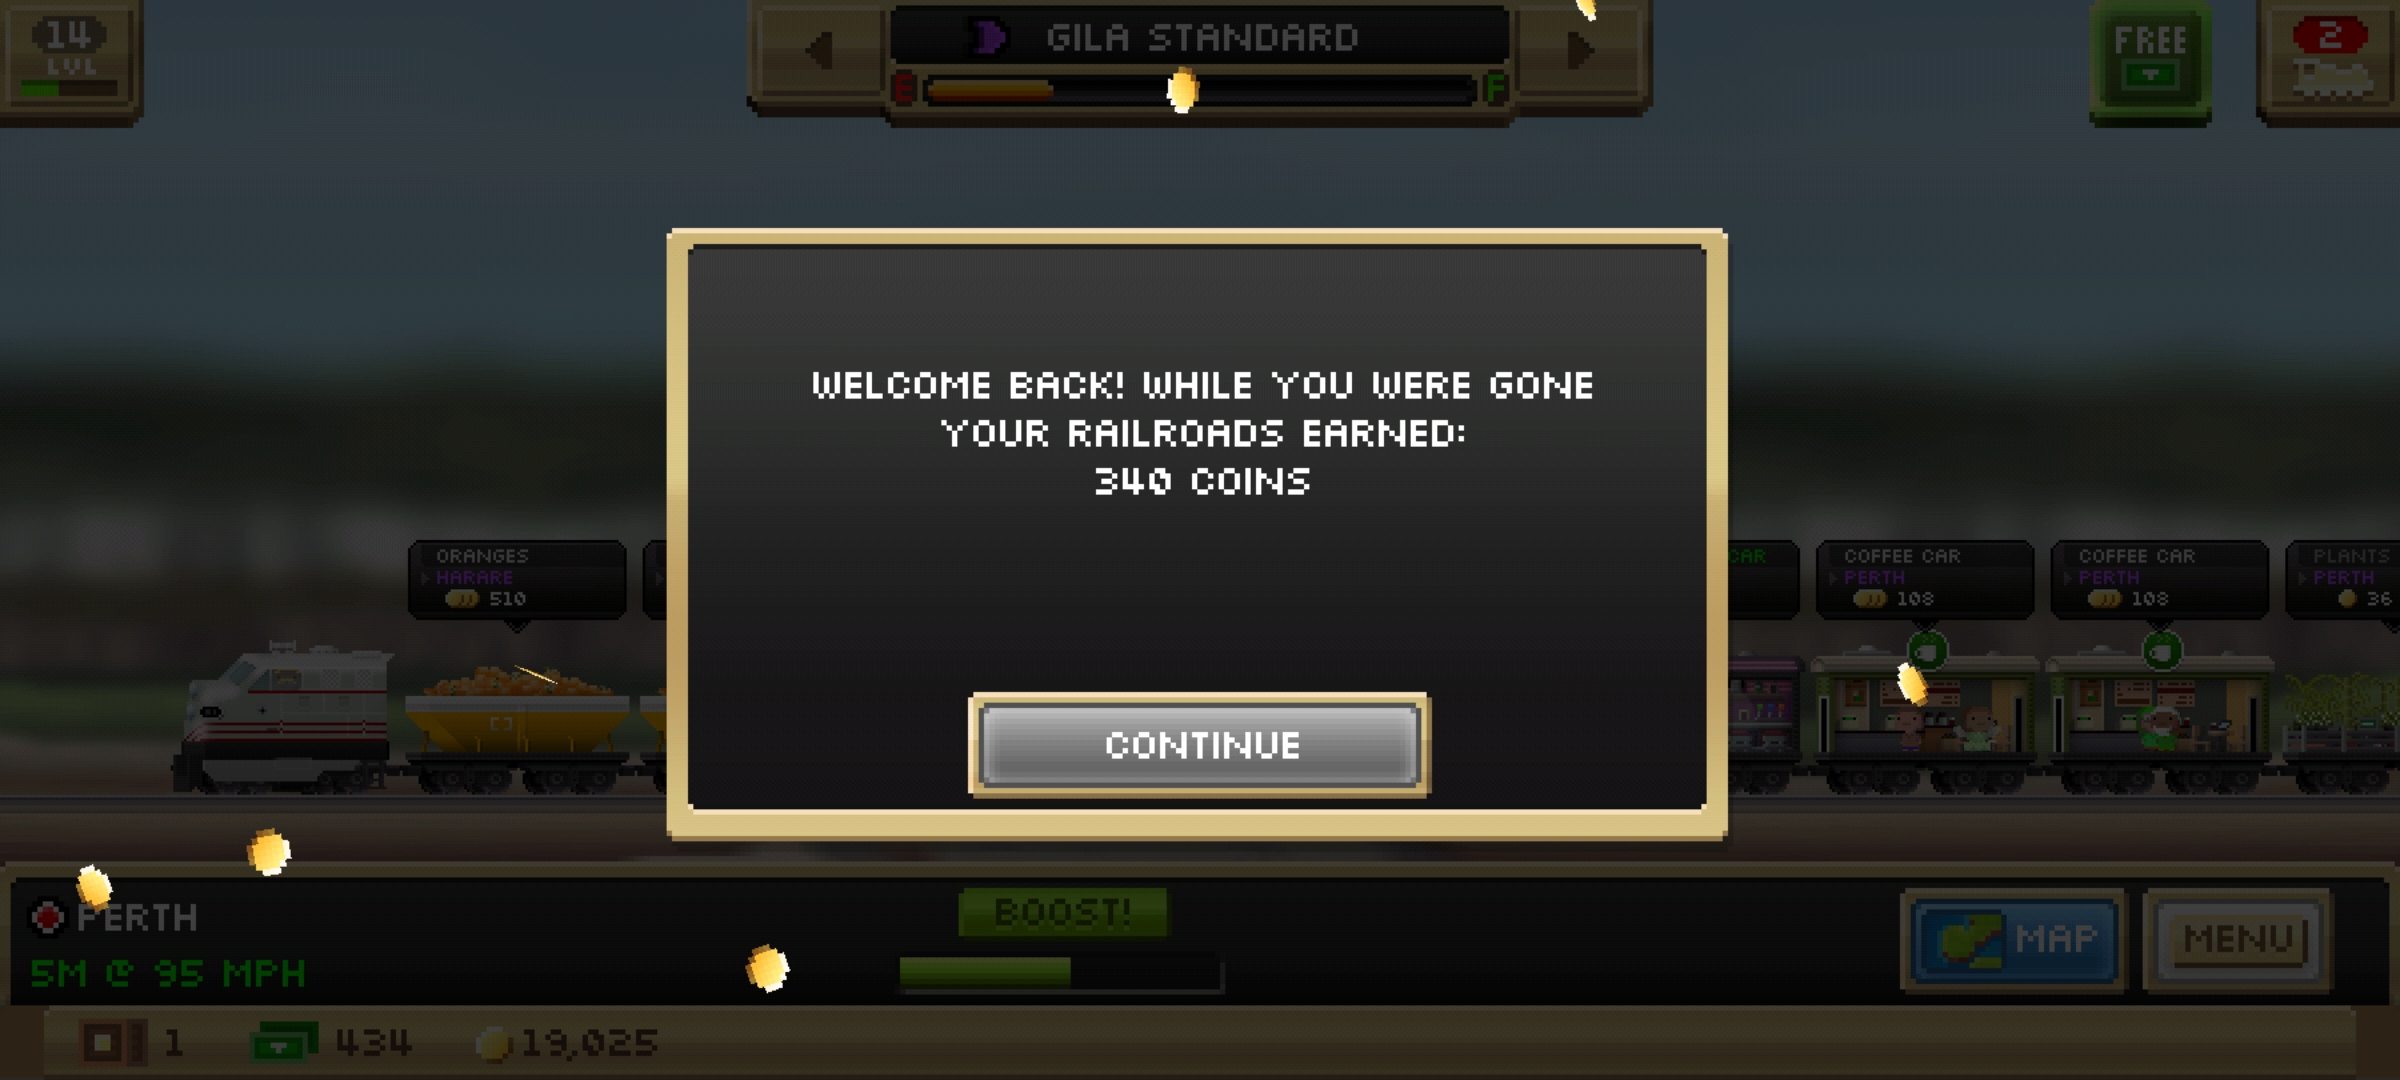 14
LVL
GILA STANDARD
E
F
FREE
2
WELCOME BACK! WHILE YOU WERE GONE
YOUR RAILROADS EARNED:
340 COINS
CONTINUE
ORANGES
HARARE
510
CAR
COFFEE CAR
PERTH
108
COFFEE CAR
PERTH
108
PLANTS
PERTH
36
PERTH
5M @ 95 MPH
BOOST!
MAP
MENU
1
434
19,025